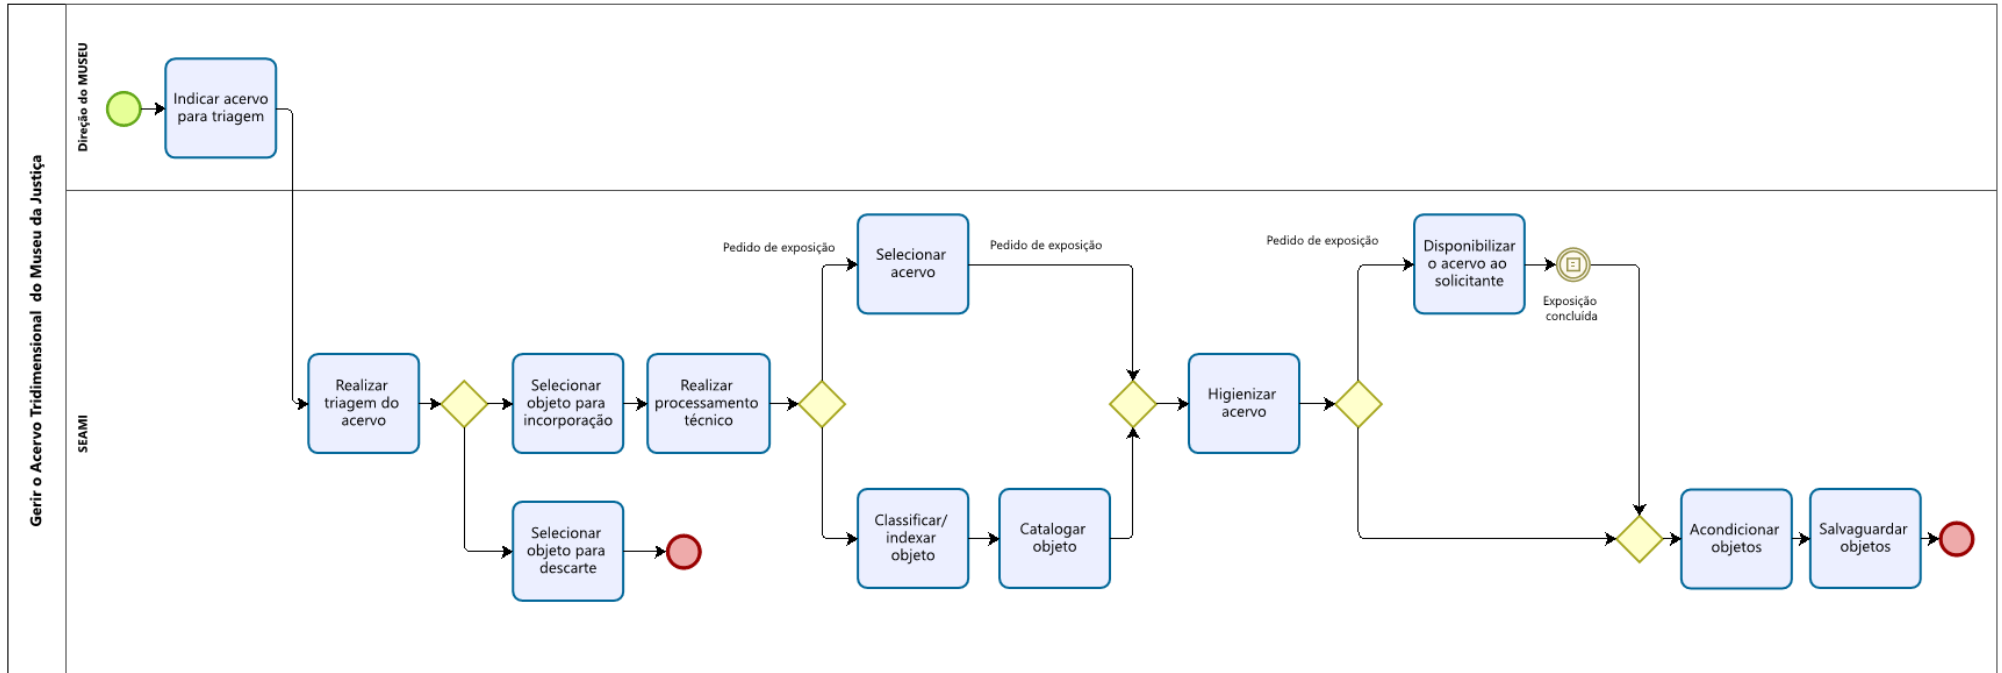 Gerir o Acervo Tridimensional do Museu da Justiça
Direção do MUSEU
Indicar acervo
para triagem
SEAMI
Realizar
triagem do
acervo
Selecionar
objeto para
incorporação
Realizar
processamento
técnico
Selecionar
objeto para
descarte
Pedido de exposição
Selecionar
acervo
Pedido de exposição
Classificar/
indexar
objeto
Catalogar
objeto
Higienizar
acervo
Pedido de exposição
Disponibilizar
o acervo ao
solicitante
Exposição
concluída
Acondicionar
objetos
Salvaguardar
objetos